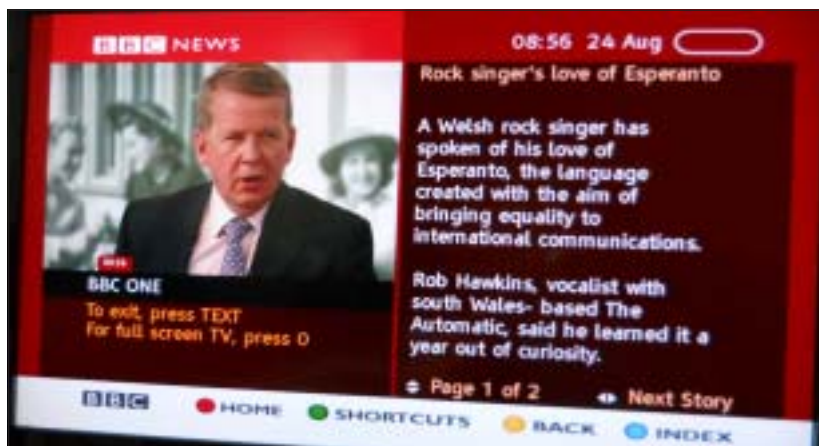 BBC NEWS
08:56 24 Aug
Rock singer's love of Esperanto
A Welsh rock singer has
spoken of his love of
Esperanto, the language
created with the aim of
bringing equality to
international communications.
Rob Hawkins, vocalist with
south Wales- based The
Automatic, said he learned it a
year out of curiosity.
Page 1 of 2
Next Story
BBC ONE
To exit, press TEXT
For full screen TV, press 0
BBC
HOME
SHORTCUTS
BACK
INDEX